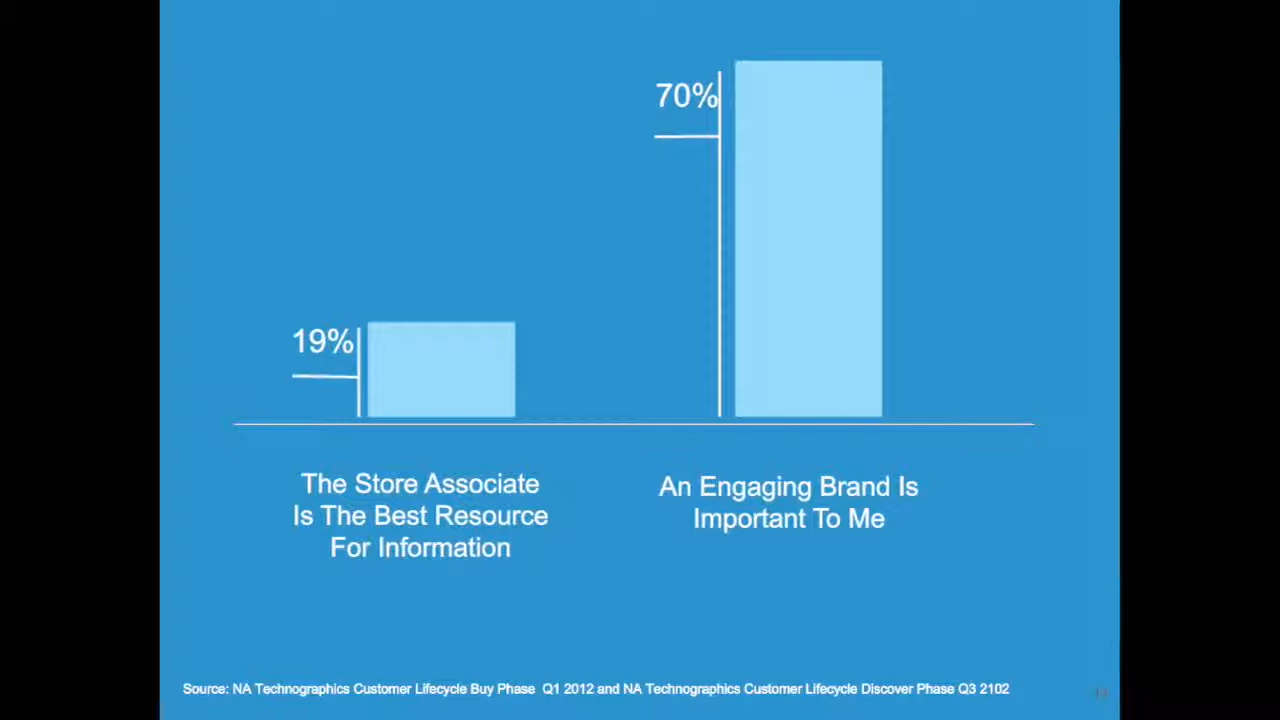 70%
19%
The Store Associate
Is The Best Resource
For Information
An Engaging Brand Is
Important To Me
Source: NA Technographics Customer Lifecycle Buy Phase Q1 2012 and NA Technographics Customer Lifecycle Discover Phase Q3 2102